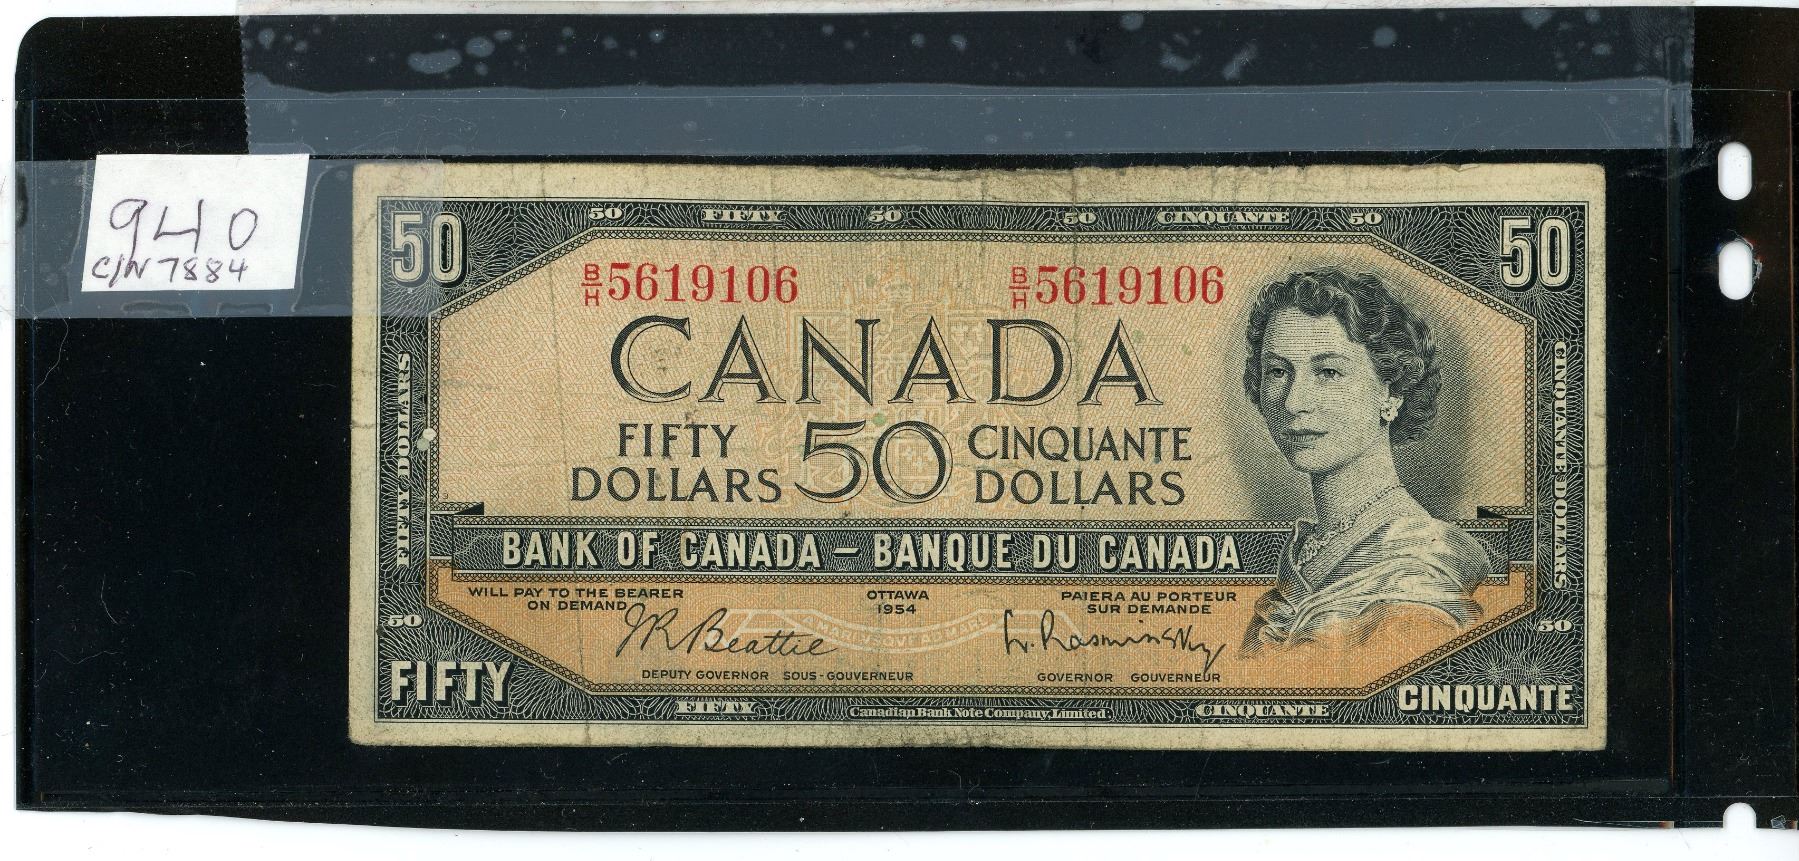 940
C/N 7884
50 FIFTY 50 50 CINQUANTE 50
50 50
B/H 5619106 B/H 5619106
CANADA
FIFTY DOLLARS 50 CINQUANTE DOLLARS
FIFTY DOLLARS
CINQUANTE DOLLARS
BANK OF CANADA – BANQUE DU CANADA
WILL PAY TO THE BEARER ON DEMAND
OTTAWA
1954
PAIERA AU PORTEUR SUR DEMANDE
A MARI USQUE AD MARE
J R Beattie L. Rasminsky
DEPUTY GOVERNOR SOUS-GOUVERNEUR GOVERNOR GOUVERNEUR
50 50
FIFTY CINQUANTE
FIFTY Canadian Bank Note Company, Limited CINQUANTE